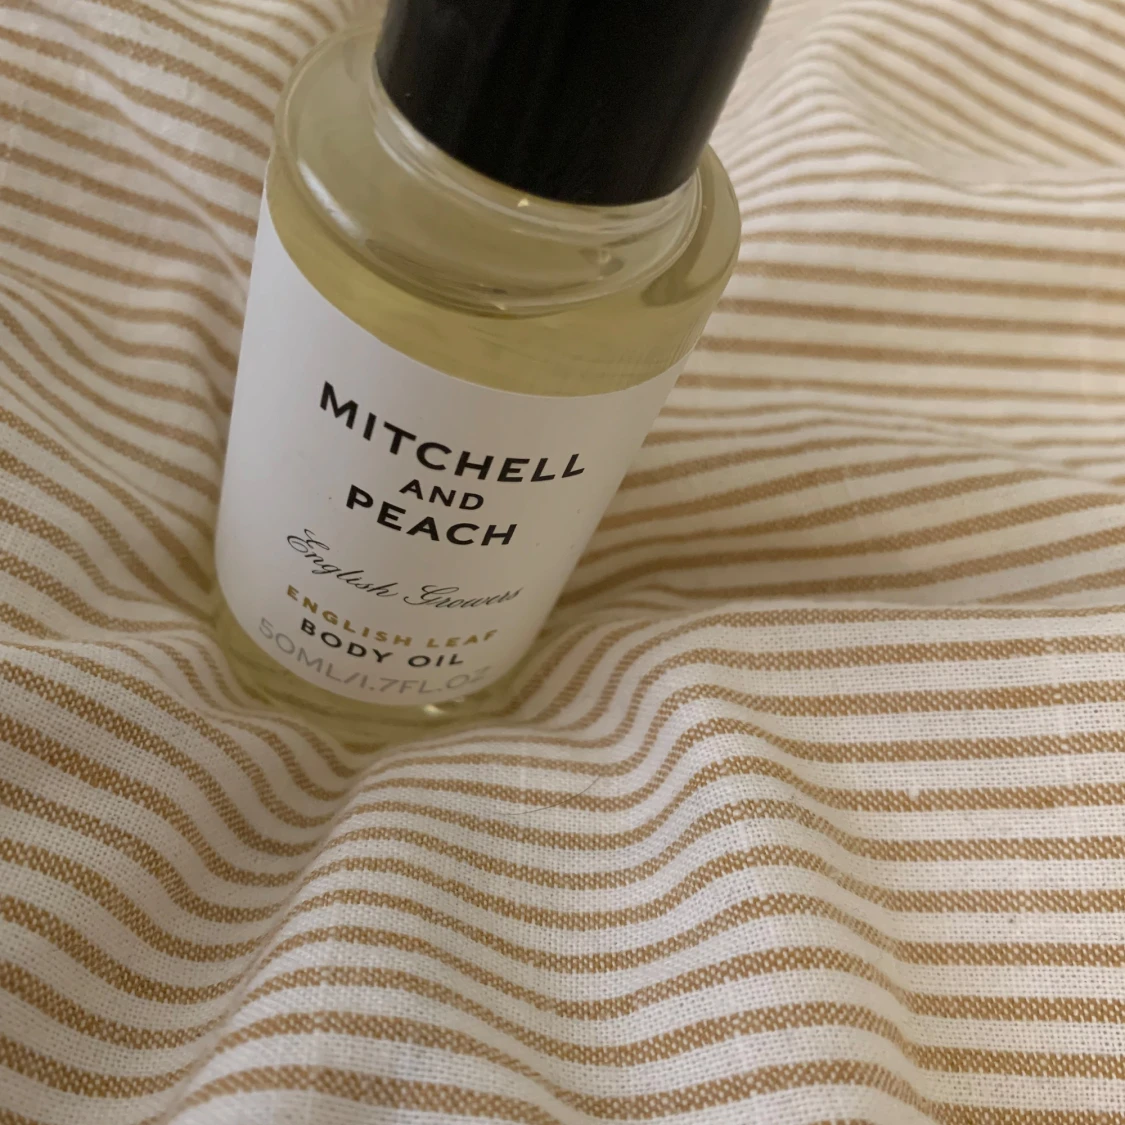 MITCHELL
AND
PEACH
English Growers
ENGLISH LEAF
BODY OIL
50ML/1.7FL.OZ